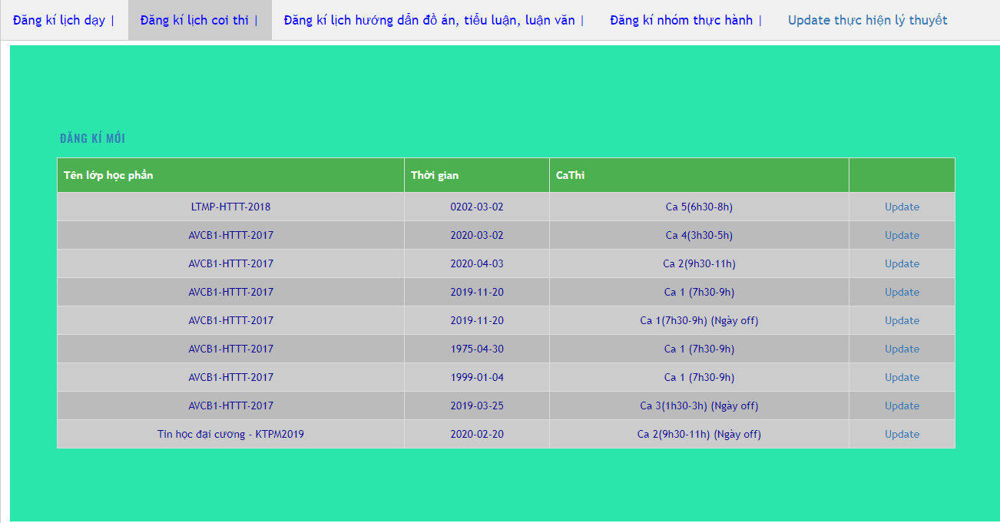 Đăng kí lịch dạy | Đăng kí lịch coi thi | Đăng kí lịch hướng dẫn đồ án, tiểu luận, luận văn | Đăng kí nhóm thực hành | Update thực hiện lý thuyết
ĐĂNG KÍ MỚI
Tên lớp học phần Thời gian CaThi
LTMP-HTTT-2018 0202-03-02 Ca 5(6h30-8h) Update
AVCB1-HTTT-2017 2020-03-02 Ca 4(3h30-5h) Update
AVCB1-HTTT-2017 2020-04-03 Ca 2(9h30-11h) Update
AVCB1-HTTT-2017 2019-11-20 Ca 1 (7h30-9h) Update
AVCB1-HTTT-2017 2019-11-20 Ca 1(7h30-9h) (Ngày off) Update
AVCB1-HTTT-2017 1975-04-30 Ca 1 (7h30-9h) Update
AVCB1-HTTT-2017 1999-01-04 Ca 1 (7h30-9h) Update
AVCB1-HTTT-2017 2019-03-25 Ca 3(1h30-3h) (Ngày off) Update
Tin học đại cương - KTPM2019 2020-02-20 Ca 2(9h30-11h) (Ngày off) Update